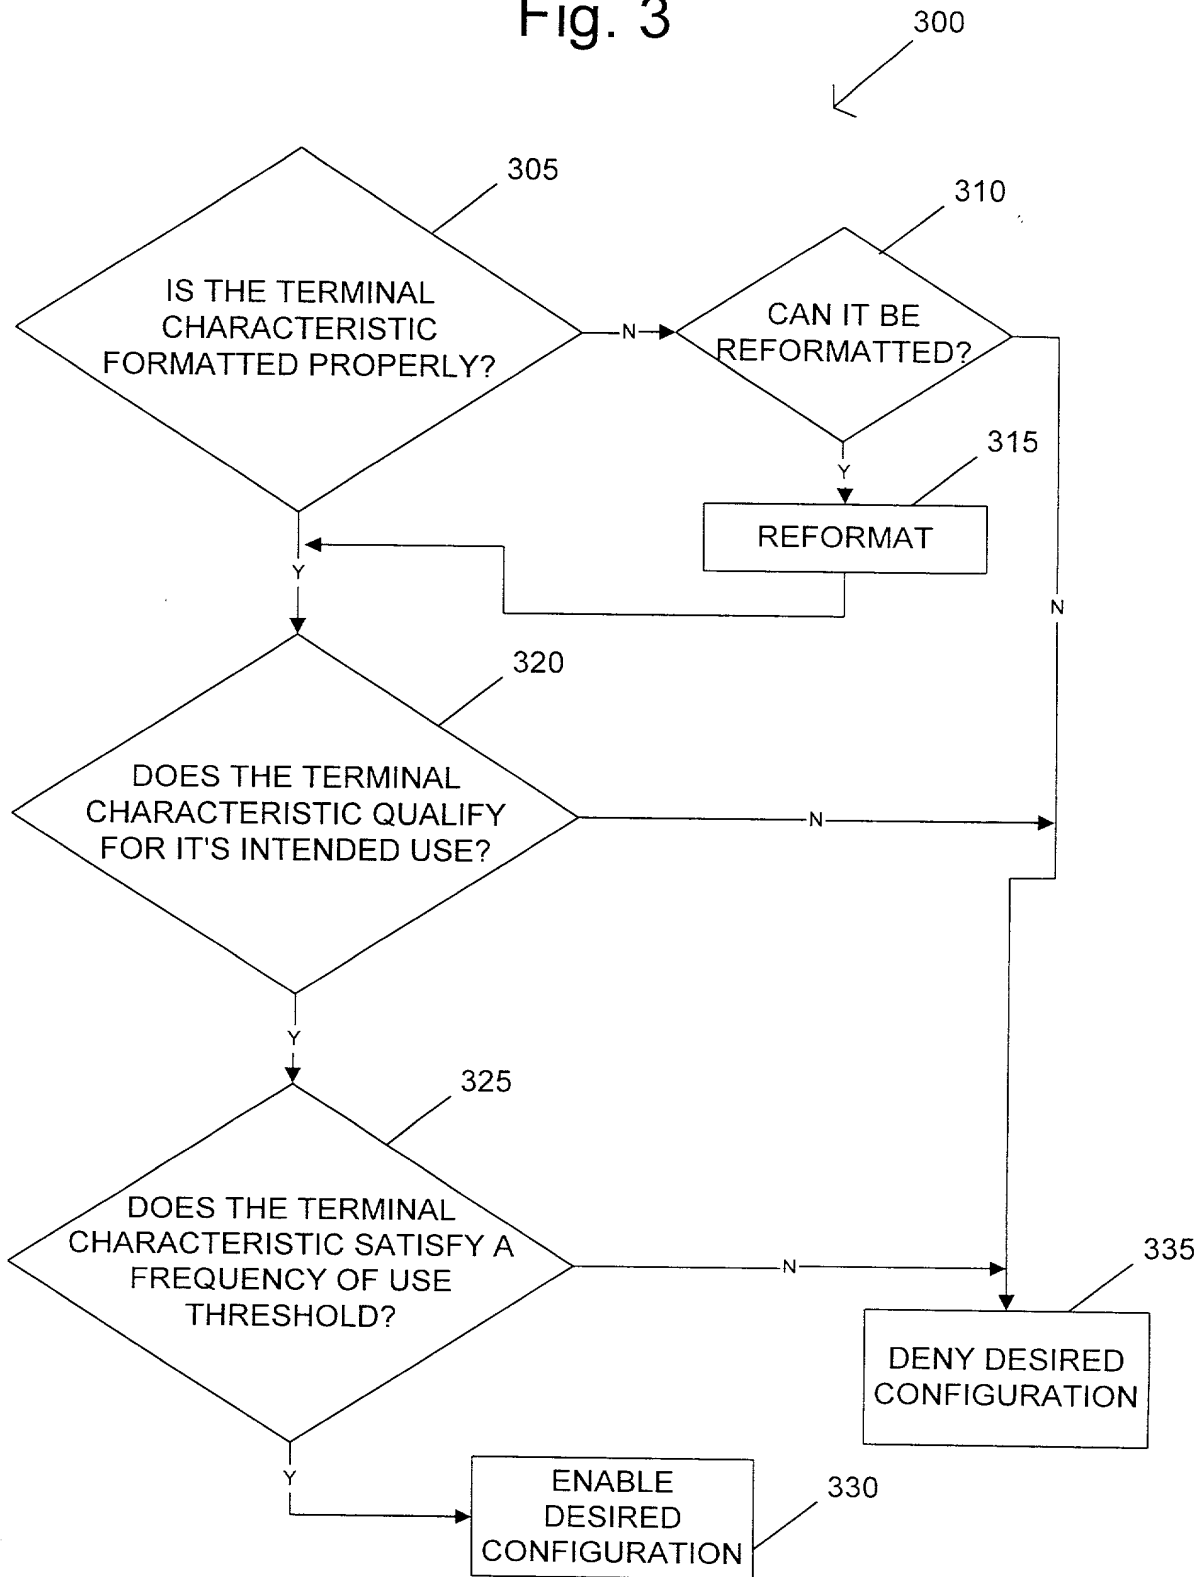 Fig. 3
300
305
310
IS THE TERMINAL
CHARACTERISTIC
FORMATTED PROPERLY?
N
CAN IT BE
REFORMATTED?
Y
315
REFORMAT
Y
N
320
DOES THE TERMINAL
CHARACTERISTIC QUALIFY
FOR IT'S INTENDED USE?
N
Y
325
DOES THE TERMINAL
CHARACTERISTIC SATISFY A
FREQUENCY OF USE
THRESHOLD?
N
335
DENY DESIRED
CONFIGURATION
Y
ENABLE
DESIRED
CONFIGURATION
330